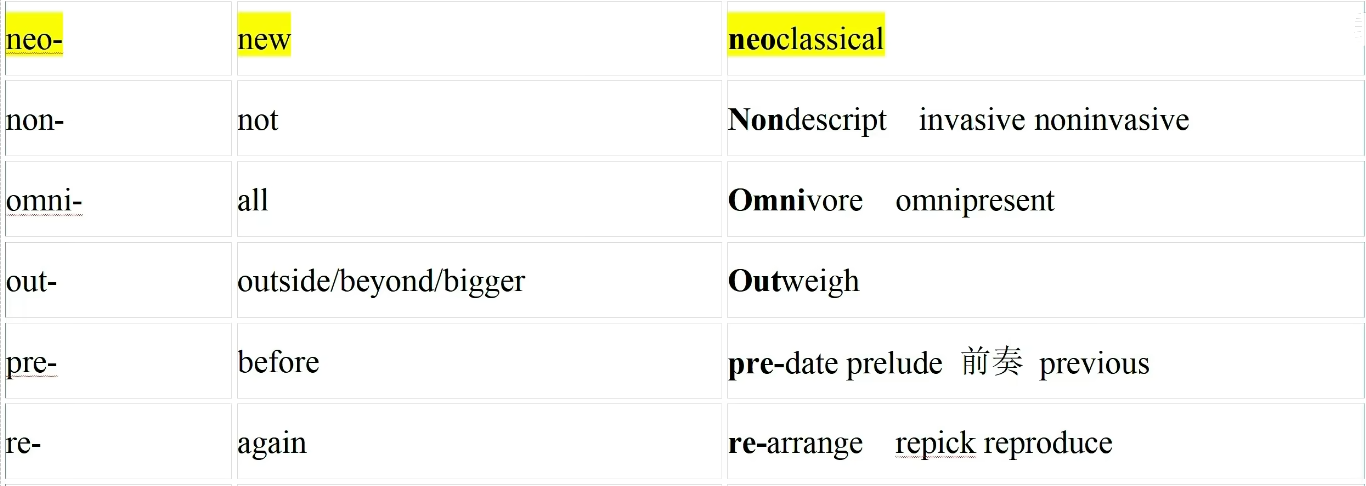 neo- new neoclassical
non- not Nondescript invasive noninvasive
omni- all Omnivore omnipresent
out- outside/beyond/bigger Outweigh
pre- before pre-date prelude 前奏 previous
re- again re-arrange repick reproduce